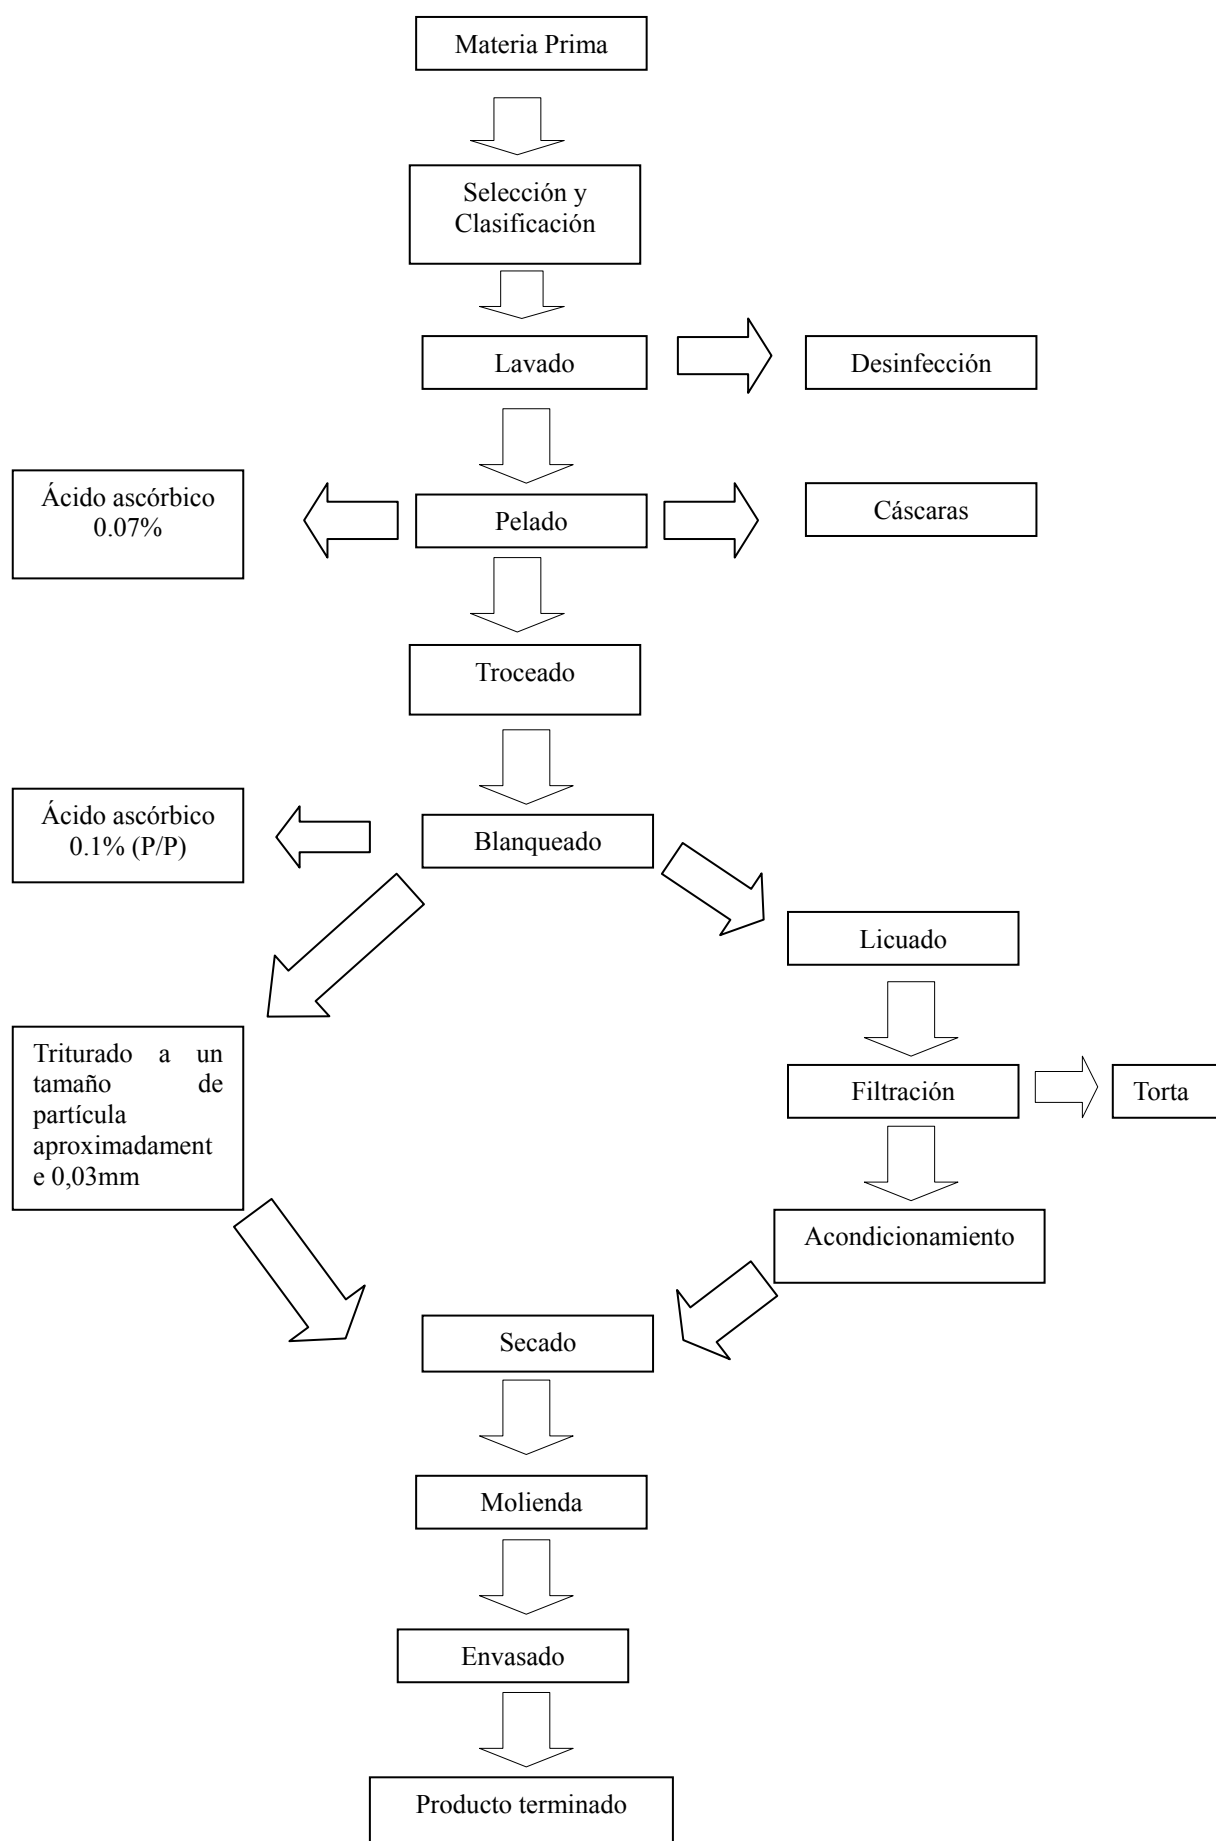 Materia Prima
Selección y
Clasificación
Lavado
Desinfección
Ácido ascórbico
0.07%
Pelado
Cáscaras
Troceado
Ácido ascórbico
0.1% (P/P)
Blanqueado
Licuado
Triturado a un
tamaño de
partícula
aproximadament
e 0,03mm
Filtración
Torta
Acondicionamiento
Secado
Molienda
Envasado
Producto terminado